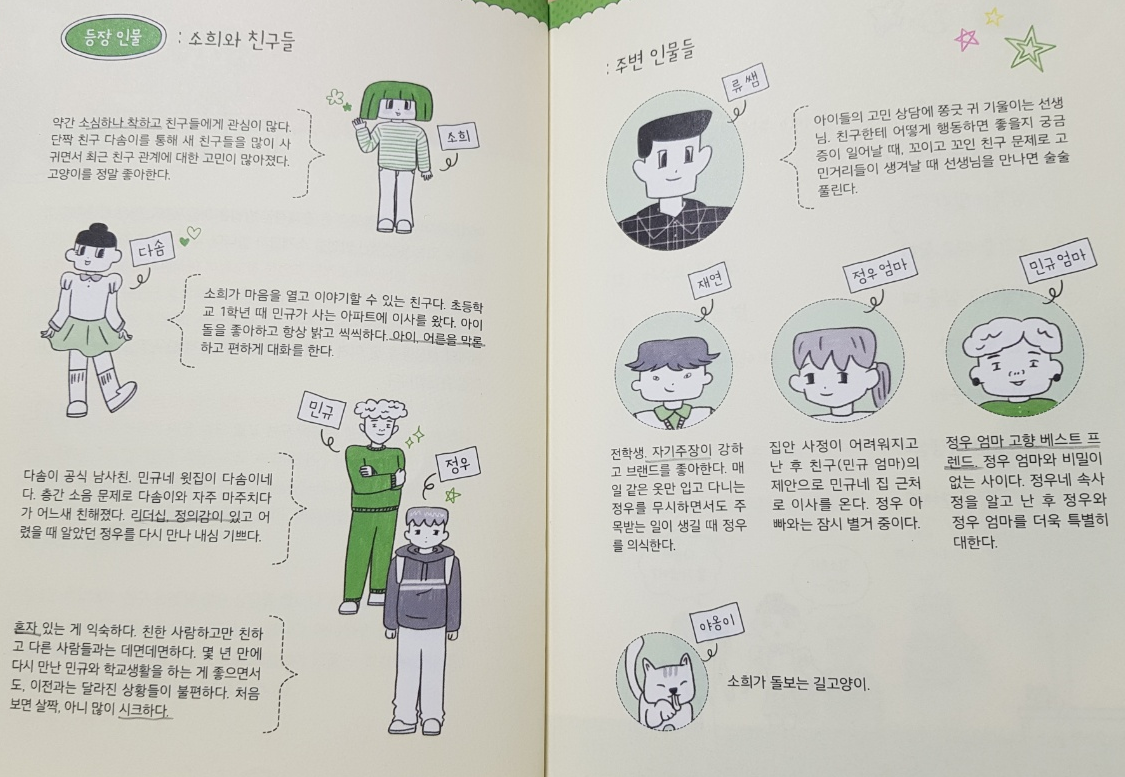 등장 인물 : 소희와 친구들
약간 소심하나 착하고 친구들에게 관심이 많다.
단짝 친구 다솜이를 통해 새 친구들을 많이 사
귀면서 최근 친구 관계에 대한 고민이 많아졌다.
고양이를 정말 좋아한다.
소희
다솜
소희가 마음을 열고 이야기할 수 있는 친구다. 초등학
교 1학년 때 민규가 사는 아파트에 이사를 왔다. 아이
돌을 좋아하고 항상 밝고 씩씩하다. 아이, 어른을 막론
하고 편하게 대화를 한다.
민규
다솜이 공식 남사친. 민규네 윗집이 다솜이네
다. 층간 소음 문제로 다솜이와 자주 마주치다
가 어느새 친해졌다. 리더십, 정의감이 있고 어
렸을 때 알았던 정우를 다시 만나 내심 기쁘다.
정우
혼자 있는 게 익숙하다. 친한 사람하고만 친하
고 다른 사람들과는 데면데면하다. 몇 년 만에
다시 만난 민규와 학교생활을 하는 게 좋으면서
도, 이전과는 달라진 상황들이 불편하다. 처음
보면 살짝, 아니 많이 시크하다.
: 주변 인물들
류쌤
아이들의 고민 상담에 쫑긋 귀 기울이는 선생
님. 친구한테 어떻게 행동하면 좋을지 궁금
증이 일어날 때, 꼬이고 꼬인 친구 문제로 고
민거리들이 생겨날 때 선생님을 만나면 술술
풀린다.
재연
전학생. 자기주장이 강하
고 브랜드를 좋아한다. 매
일 같은 옷만 입고 다니는
정우를 무시하면서도 주
목받는 일이 생길 때 정우
를 의식한다.
정우엄마
집안 사정이 어려워지고
난 후 친구(민규 엄마)의
제안으로 민규네 집 근처
로 이사를 온다. 정우 아
빠와는 잠시 별거 중이다.
민규엄마
정우 엄마 고향 베스트 프
렌드. 정우 엄마와 비밀이
없는 사이다. 정우네 속사
정을 알고 난 후 정우와
정우 엄마를 더욱 특별히
대한다.
야옹이
소희가 돌보는 길고양이.